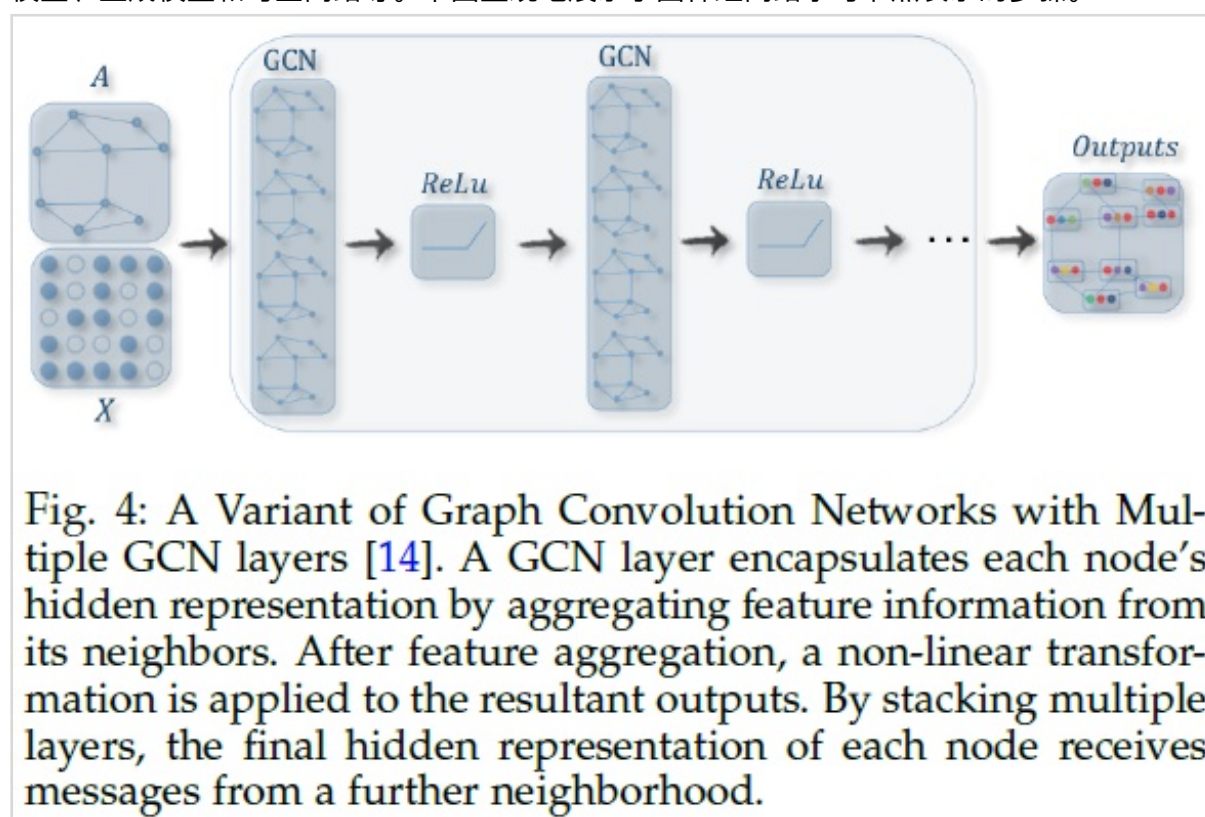 A
GCN
GCN
ReLu
ReLu
Outputs
X
...
Fig. 4: A Variant of Graph Convolution Networks with Mul-
tiple GCN layers [14]. A GCN layer encapsulates each node's
hidden representation by aggregating feature information from
its neighbors. After feature aggregation, a non-linear transfor-
mation is applied to the resultant outputs. By stacking multiple
layers, the final hidden representation of each node receives
messages from a further neighborhood.